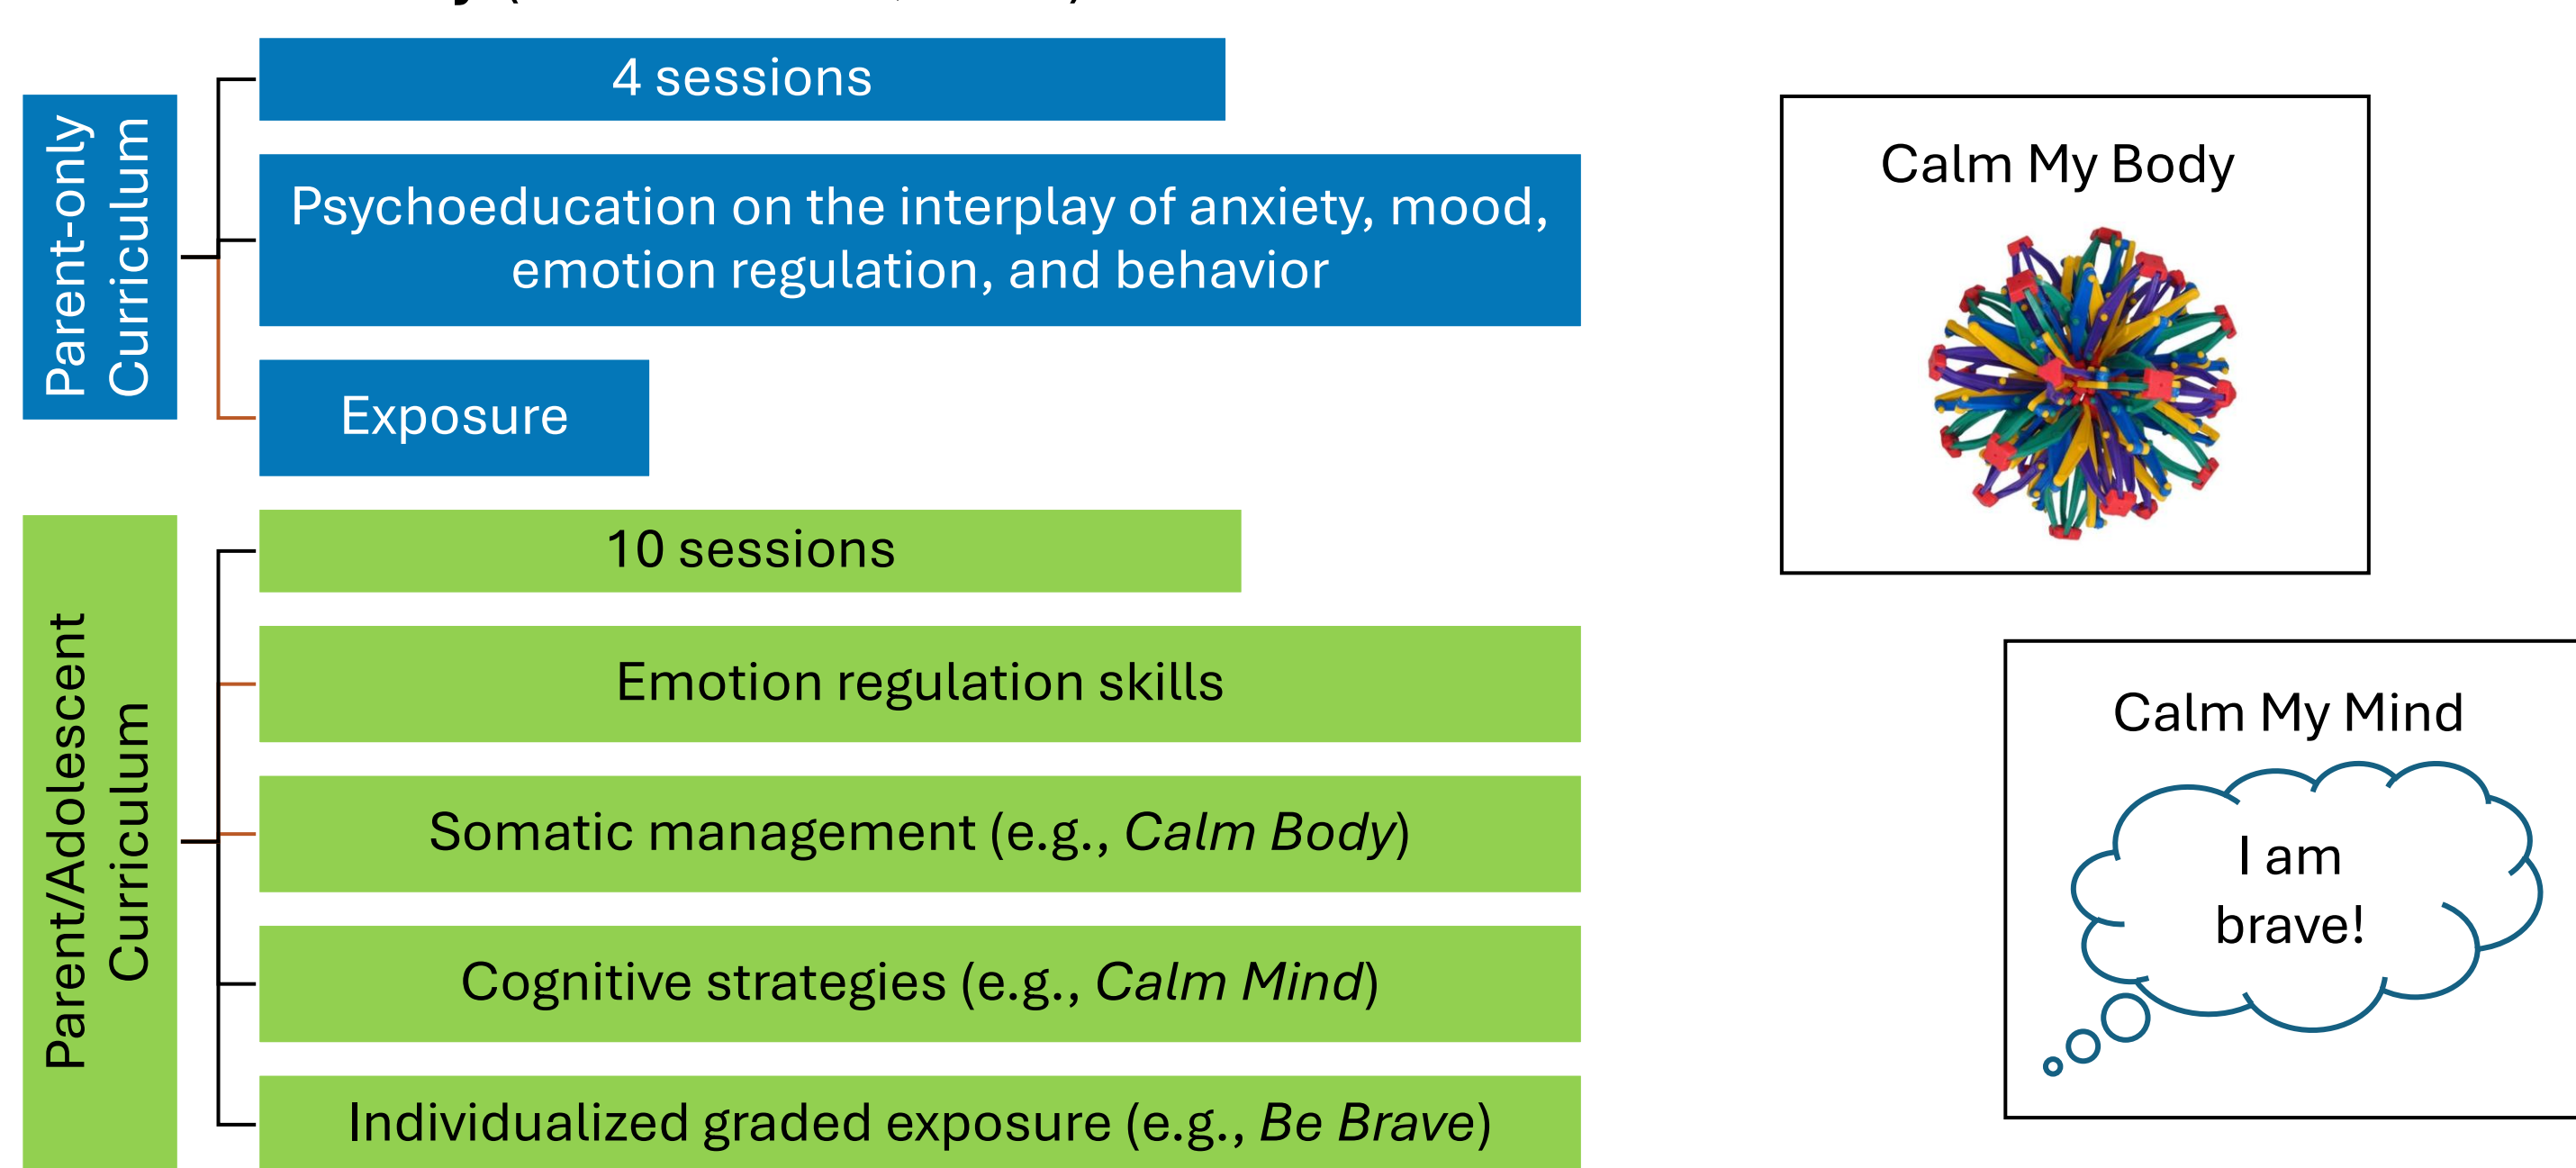 Parent-only
Curriculum
4 sessions
Psychoeducation on the interplay of anxiety, mood,
emotion regulation, and behavior
Exposure
Parent/Adolescent
Curriculum
10 sessions
Emotion regulation skills
Somatic management (e.g., Calm Body)
Cognitive strategies (e.g., Calm Mind)
Individualized graded exposure (e.g., Be Brave)
Calm My Body
Calm My Mind
I am
brave!